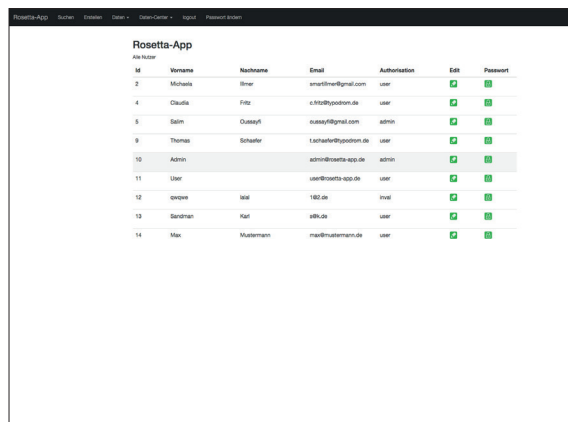 Rosetta-App Suchen Erstellen Daten Daten-Center logout Passwort ändern
Rosetta-App
Alle Nutzer
Id Vorname Nachname Email Authorisation Edit Passwort
2 Michaela Illmer smartillmer@gmail.com user
4 Claudia Fritz c.fritz@typodrom.de user
5 Salim Oussayfi oussayfi@gmail.com admin
9 Thomas Schaefer t.schaefer@typodrom.de user
10 Admin admin@rosetta-app.de admin
11 User user@rosetta-app.de user
12 qwqwe lalal 1@2.de inval
13 Sandman Karl s@k.de user
14 Max Mustermann max@mustermann.de user